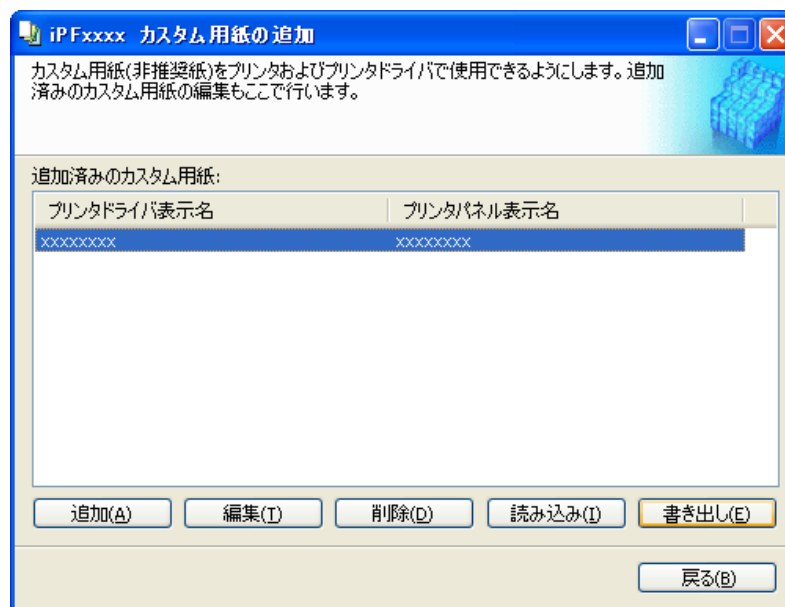 iPFxxxx カスタム用紙の追加
カスタム用紙(非推奨紙)をプリンタおよびプリンタドライバで使用できるようにします。追加
済みのカスタム用紙の編集もここで行います。
追加済みのカスタム用紙:
プリンタドライバ表示名 プリンタパネル表示名
xxxxxxxx xxxxxxxx
追加(A) 編集(T) 削除(D) 読み込み(I) 書き出し(E)
戻る(B)